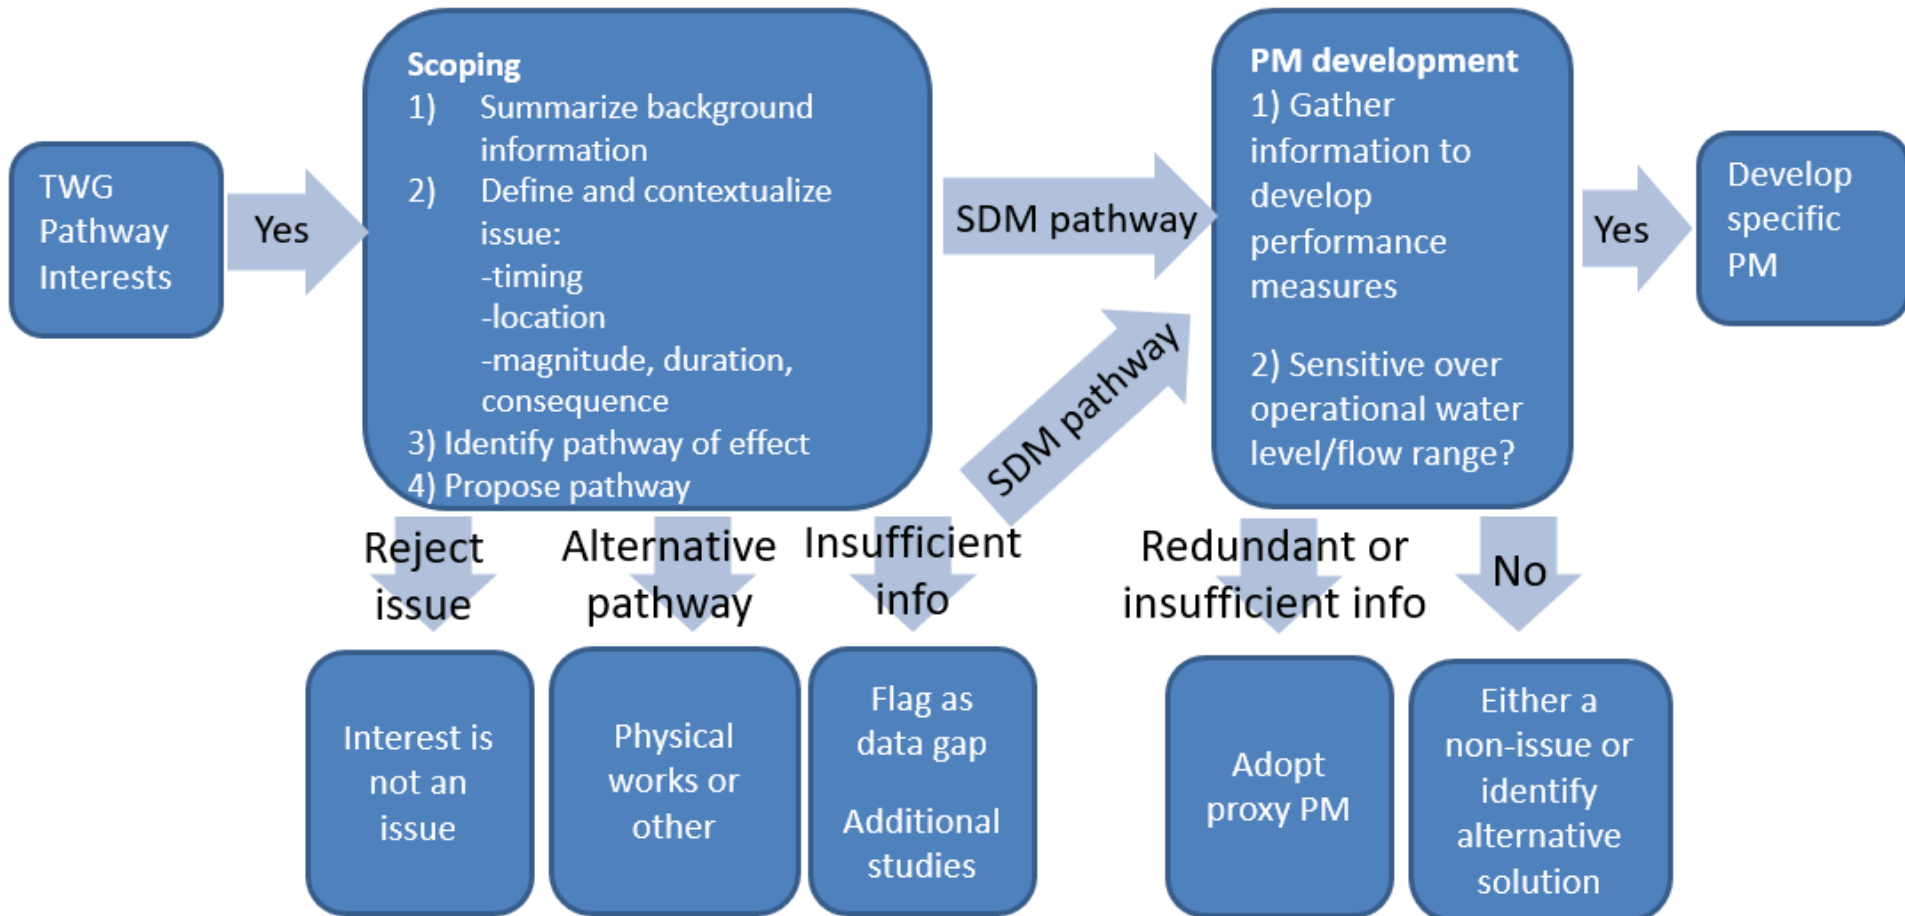 TWG
Pathway
Interests
Yes
Scoping
1) Summarize background
information
2) Define and contextualize
issue:
-timing
-location
-magnitude, duration,
consequence
3) Identify pathway of effect
4) Propose pathway
SDM pathway
SDM pathway
PM development
1) Gather
information to
develop
performance
measures
2) Sensitive over
operational water
level/flow range?
Yes
Develop
specific
PM
Reject
issue
Alternative
pathway
Insufficient
info
Redundant or
insufficient info
No
Interest is
not an
issue
Physical
works or
other
Flag as
data gap
Additional
studies
Adopt
proxy PM
Either a
non-issue or
identify
alternative
solution